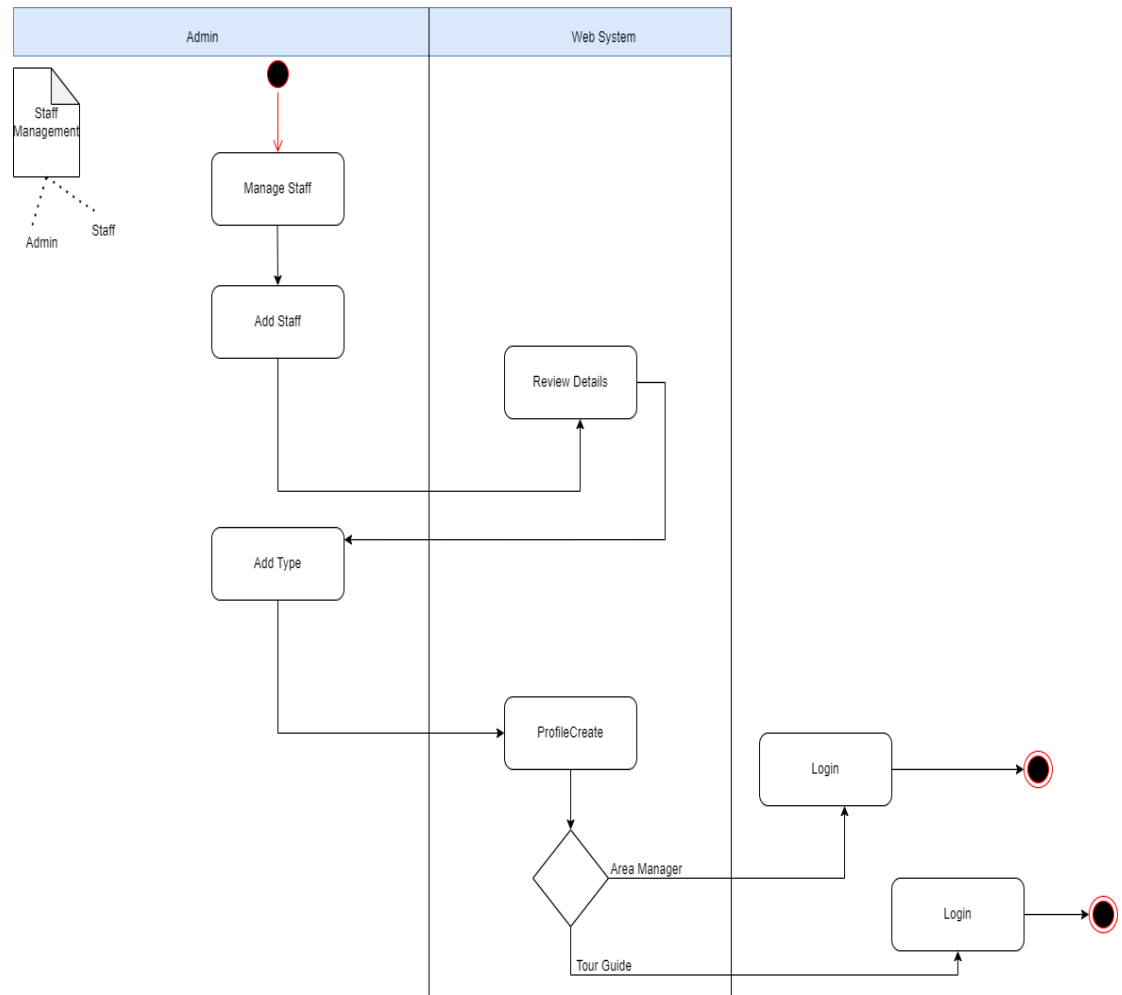 Admin
Web System
Staff
Management
Admin
Staff
Manage Staff
Add Staff
Review Details
Add Type
ProfileCreate
Login
Area Manager
Login
Tour Guide